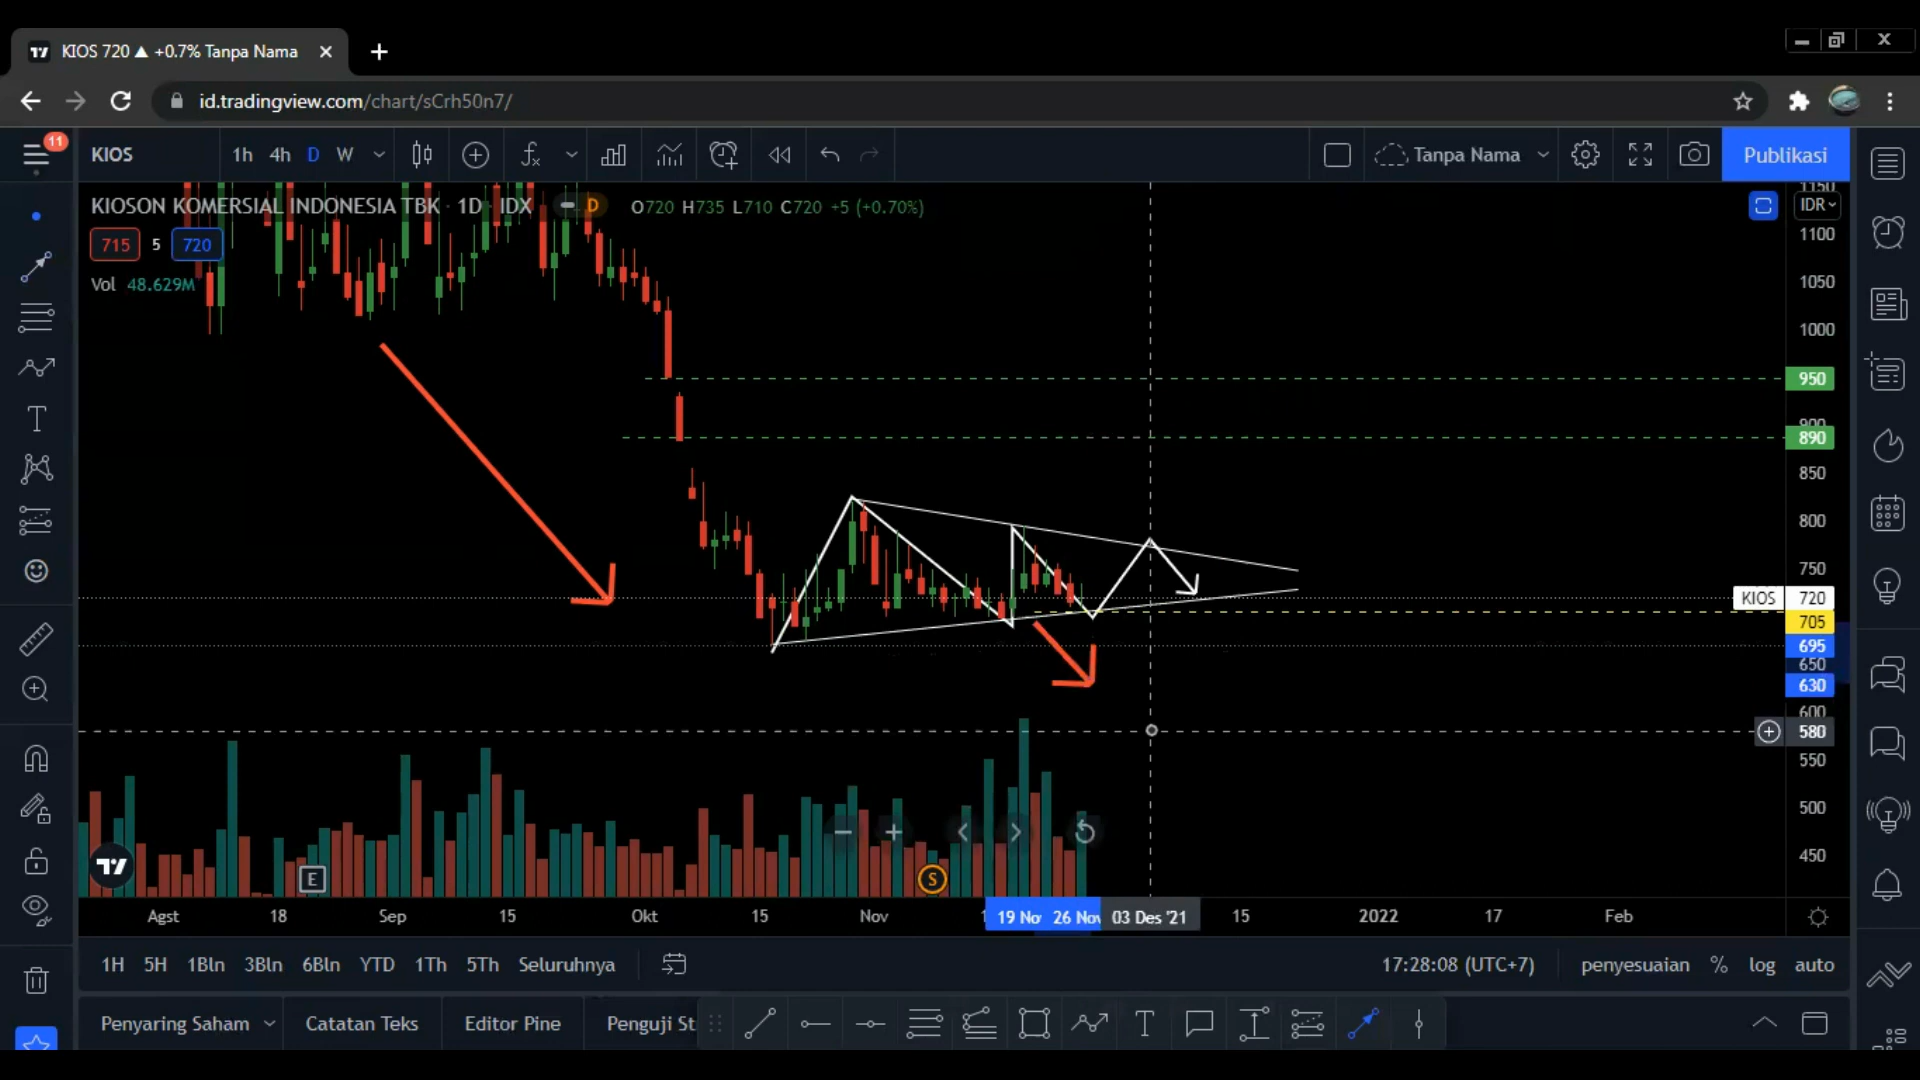 KIOS 720 ▲ +0.7% Tanpa Nama
id.tradingview.com/chart/sCrh50n7/
11
KIOS 1h 4h D W Tanpa Nama Publikasi
KIOSON KOMERSIAL INDONESIA TBK · 1D · IDX D O720 H735 L710 C720 +5 (+0.70%)
715 5 720
Vol 48.629M
IDR
1150
1100
1050
1000
950
900
890
850
800
750
KIOS 720
705
695
650
630
600
580
550
500
450
E
S
Agst 18 Sep 15 Okt 15 Nov 19 No 26 Nov 03 Des '21 15 2022 17 Feb
1H 5H 1Bln 3Bln 6Bln YTD 1Th 5Th Seluruhnya 17:28:08 (UTC+7) penyesuaian % log auto
Penyaring Saham Catatan Teks Editor Pine Penguji St